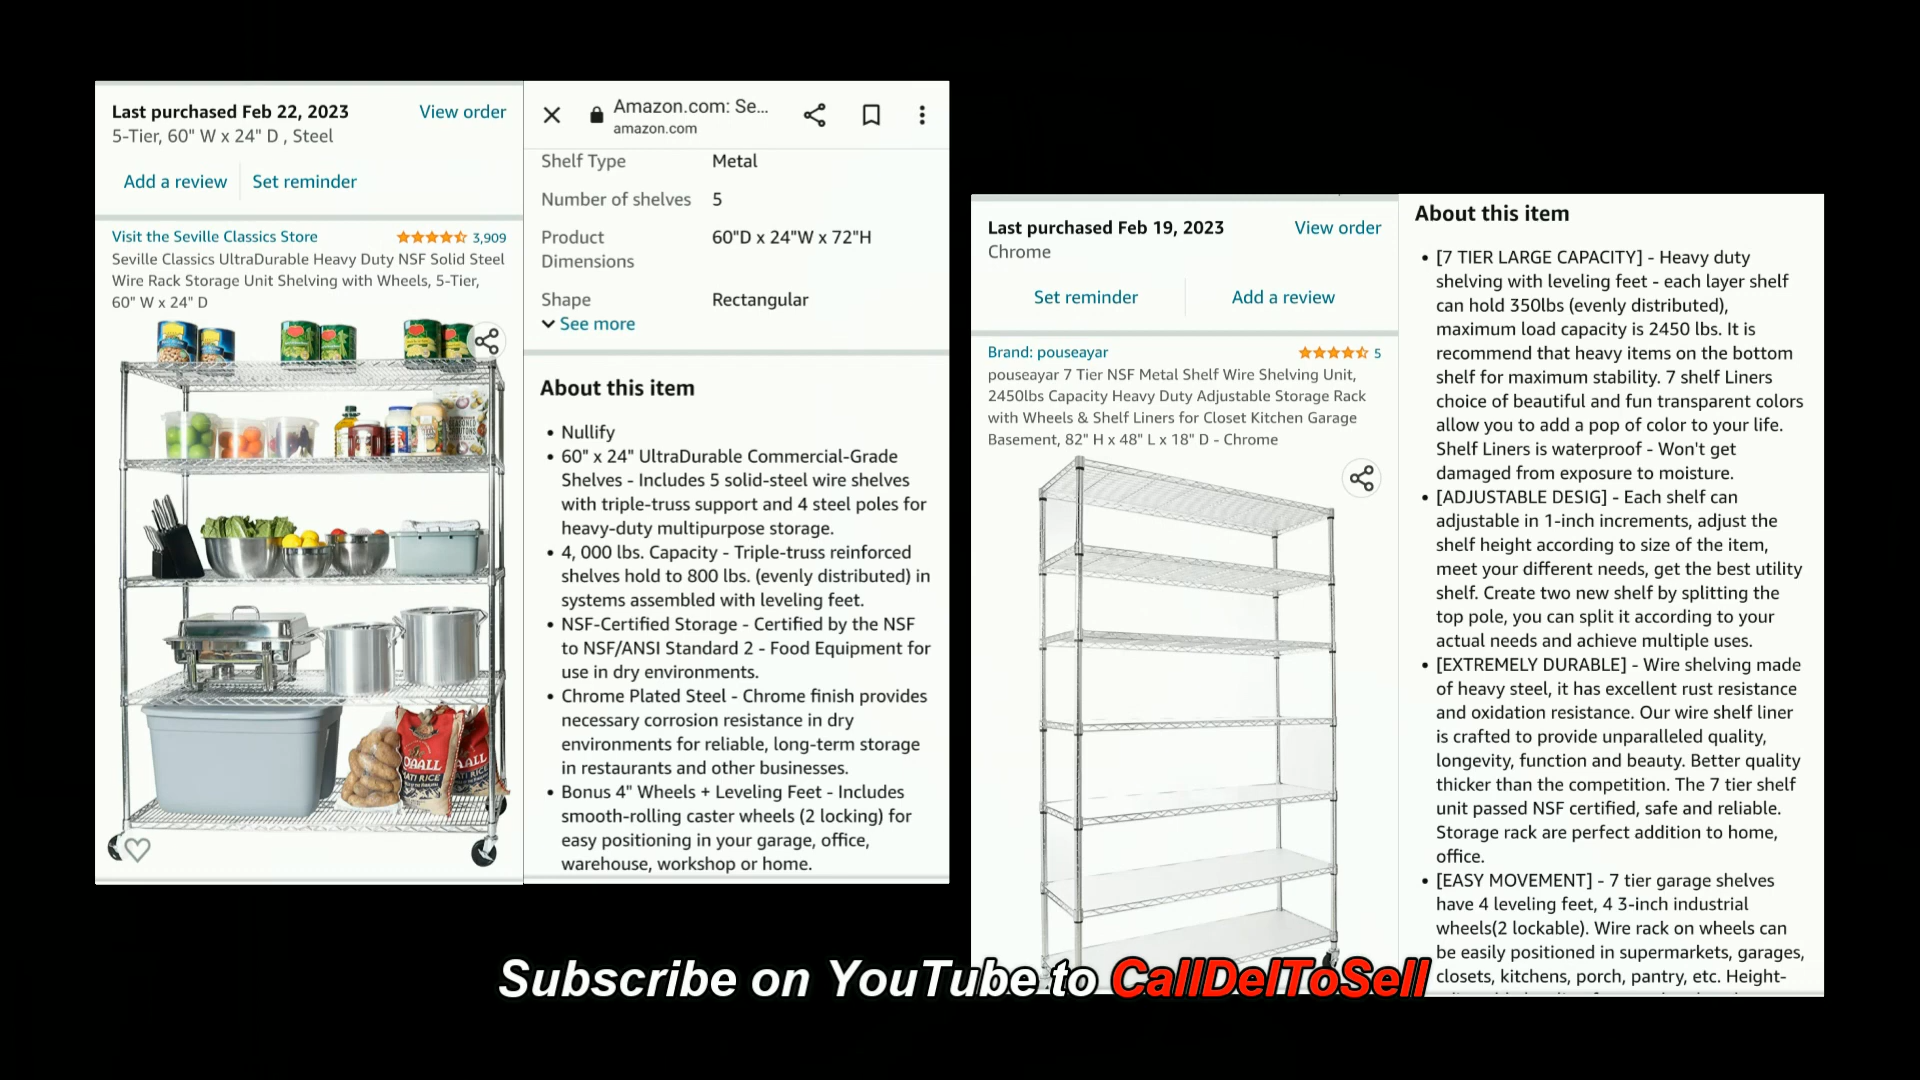 Last purchased Feb 22, 2023
View order
5-Tier, 60" W x 24" D , Steel
Add a review
Set reminder
Visit the Seville Classics Store
3,909
Seville Classics UltraDurable Heavy Duty NSF Solid Steel
Wire Rack Storage Unit Shelving with Wheels, 5-Tier,
60" W x 24" D
Amazon.com: Se...
amazon.com
Shelf Type Metal
Number of shelves 5
Product Dimensions 60"D x 24"W x 72"H
Shape Rectangular
See more
About this item
• Nullify
• 60" x 24" UltraDurable Commercial-Grade
Shelves - Includes 5 solid-steel wire shelves
with triple-truss support and 4 steel poles for
heavy-duty multipurpose storage.
• 4, 000 lbs. Capacity - Triple-truss reinforced
shelves hold to 800 lbs. (evenly distributed) in
systems assembled with leveling feet.
• NSF-Certified Storage - Certified by the NSF
to NSF/ANSI Standard 2 - Food Equipment for
use in dry environments.
• Chrome Plated Steel - Chrome finish provides
necessary corrosion resistance in dry
environments for reliable, long-term storage
in restaurants and other businesses.
• Bonus 4" Wheels + Leveling Feet - Includes
smooth-rolling caster wheels (2 locking) for
easy positioning in your garage, office,
warehouse, workshop or home.
Last purchased Feb 19, 2023
View order
Chrome
Set reminder
Add a review
Brand: pouseayar
5
pouseayar 7 Tier NSF Metal Shelf Wire Shelving Unit,
2450lbs Capacity Heavy Duty Adjustable Storage Rack
with Wheels & Shelf Liners for Closet Kitchen Garage
Basement, 82" H x 48" L x 18" D - Chrome
About this item
• [7 TIER LARGE CAPACITY] - Heavy duty
shelving with leveling feet - each layer shelf
can hold 350lbs (evenly distributed),
maximum load capacity is 2450 lbs. It is
recommend that heavy items on the bottom
shelf for maximum stability. 7 shelf Liners
choice of beautiful and fun transparent colors
allow you to add a pop of color to your life.
Shelf Liners is waterproof - Won't get
damaged from exposure to moisture.
• [ADJUSTABLE DESIG] - Each shelf can
adjustable in 1-inch increments, adjust the
shelf height according to size of the item,
meet your different needs, get the best utility
shelf. Create two new shelf by splitting the
top pole, you can split it according to your
actual needs and achieve multiple uses.
• [EXTREMELY DURABLE] - Wire shelving made
of heavy steel, it has excellent rust resistance
and oxidation resistance. Our wire shelf liner
is crafted to provide unparalleled quality,
longevity, function and beauty. Better quality
thicker than the competition. The 7 tier shelf
unit passed NSF certified, safe and reliable.
Storage rack are perfect addition to home,
office.
• [EASY MOVEMENT] - 7 tier garage shelves
have 4 leveling feet, 4 3-inch industrial
wheels(2 lockable). Wire rack on wheels can
be easily positioned in supermarkets, garages,
closets, kitchens, porch, pantry, etc. Height-
Subscribe on YouTube to CallDelToSell